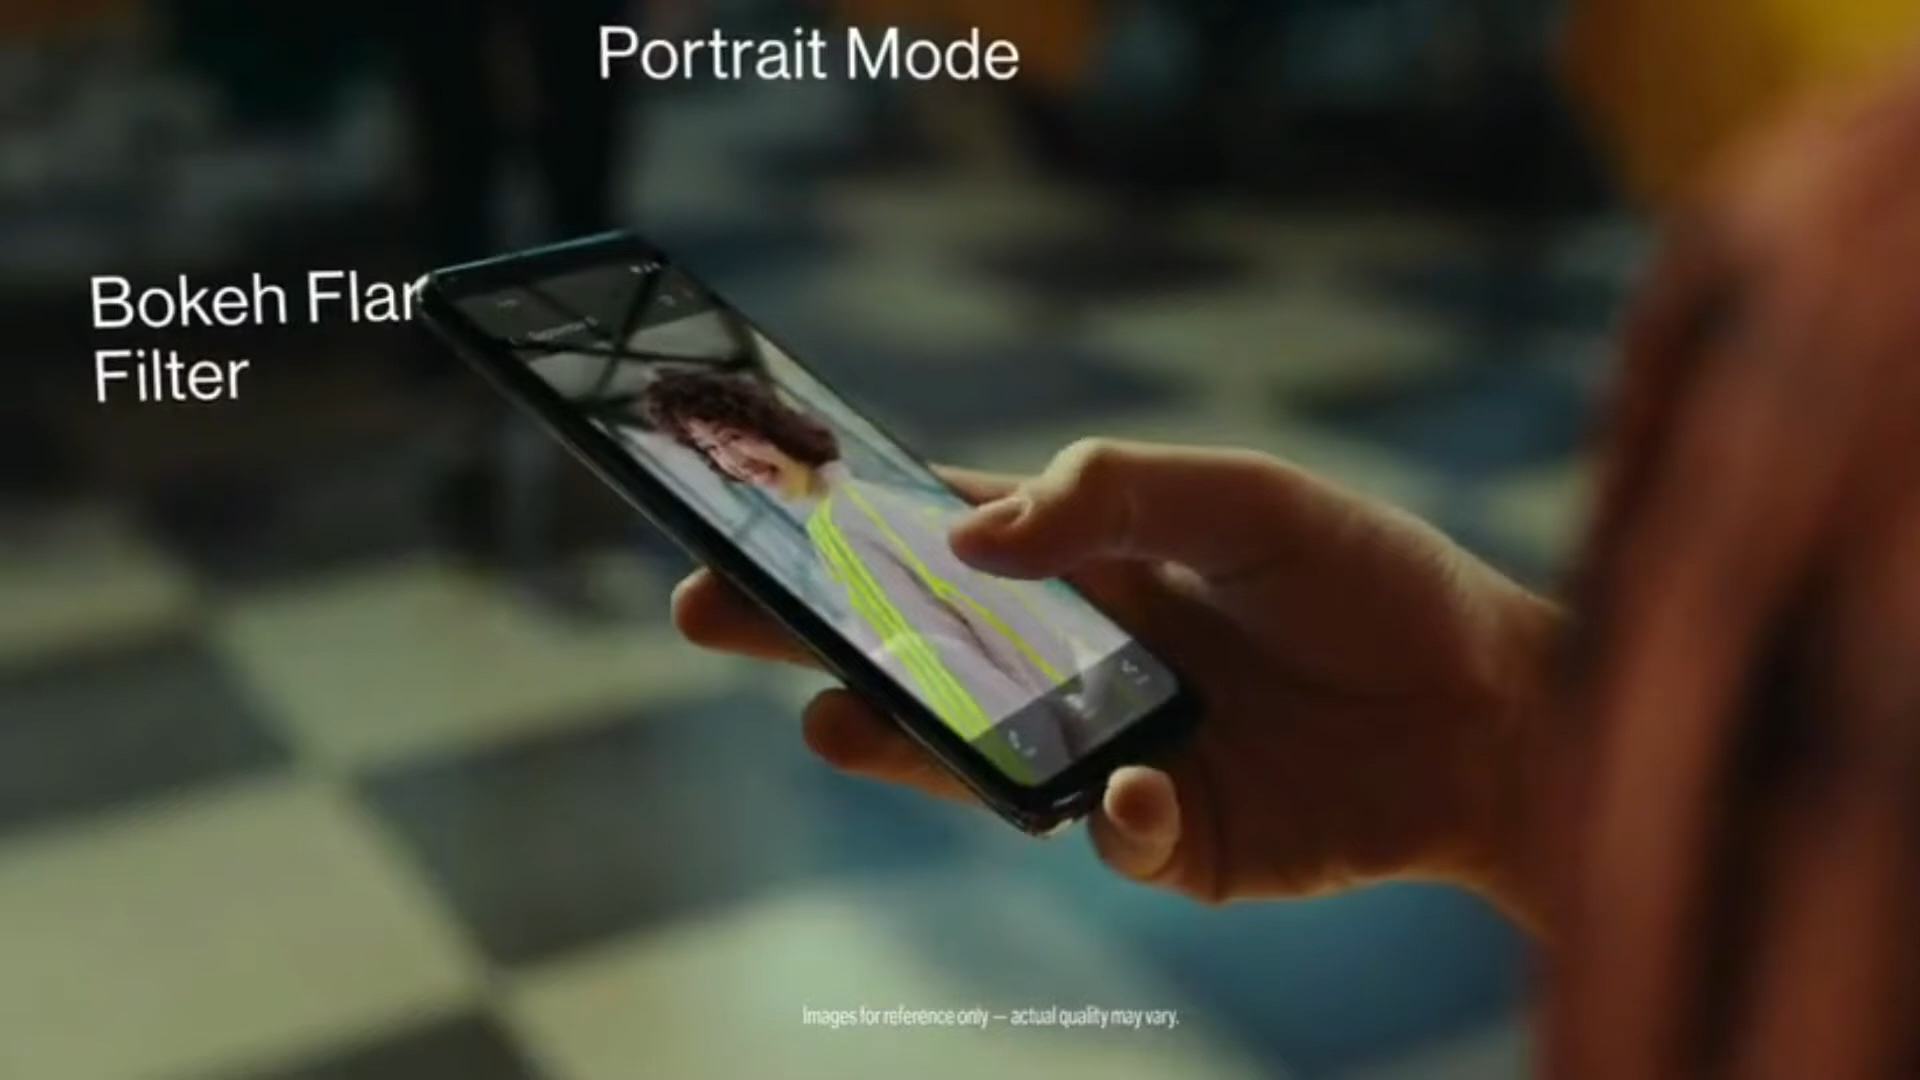 Portrait Mode
Bokeh Flar
Filter
Images for reference only — actual quality may vary.